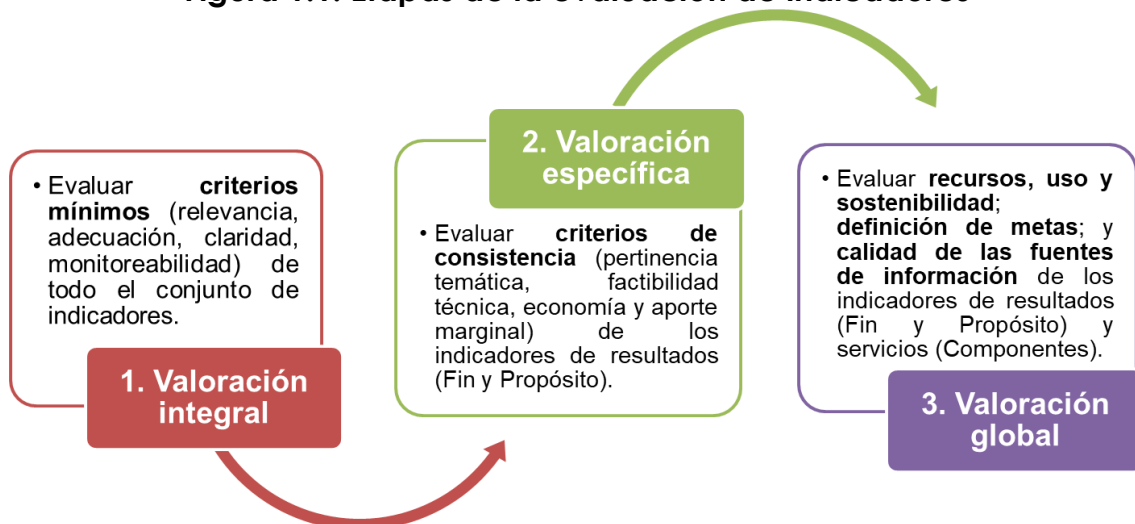 • Evaluar criterios
mínimos (relevancia,
adecuación, claridad,
monitoreabilidad) de
todo el conjunto de
indicadores.
1. Valoración
integral
2. Valoración
específica
• Evaluar criterios de
consistencia (pertinencia
temática, factibilidad
técnica, economía y aporte
marginal) de los
indicadores de resultados
(Fin y Propósito).
• Evaluar recursos, uso y
sostenibilidad;
definición de metas; y
calidad de las fuentes
de información de los
indicadores de resultados
(Fin y Propósito) y
servicios (Componentes).
3. Valoración
global